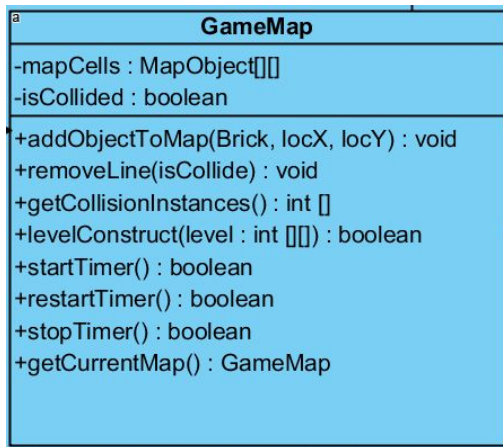 a
GameMap
-mapCells : MapObject[][]
-isCollided : boolean
+addObjectToMap(Brick, locX, locY) : void
+removeLine(isCollide) : void
+getCollisionInstances() : int []
+levelConstruct(level : int [][]) : boolean
+startTimer() : boolean
+restartTimer() : boolean
+stopTimer() : boolean
+getCurrentMap() : GameMap